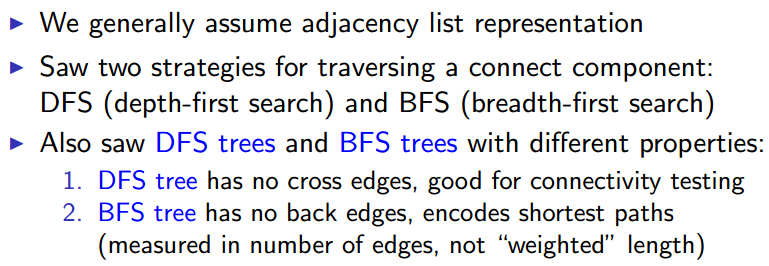 ▶ We generally assume adjacency list representation
▶ Saw two strategies for traversing a connect component:
DFS (depth-first search) and BFS (breadth-first search)
▶ Also saw DFS trees and BFS trees with different properties:
1. DFS tree has no cross edges, good for connectivity testing
2. BFS tree has no back edges, encodes shortest paths
(measured in number of edges, not “weighted” length)